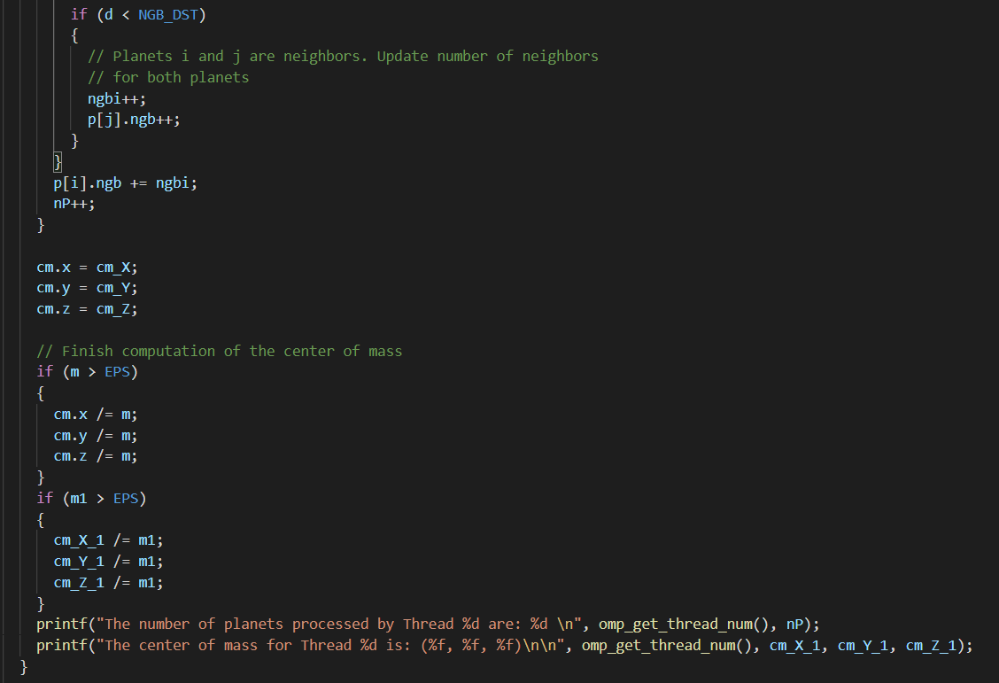 if (d < NGB_DST)
{
// Planets i and j are neighbors. Update number of neighbors
// for both planets
ngbi++;
p[j].ngb++;
}
}
p[i].ngb += ngbi;
nP++;
}
cm.x = cm_X;
cm.y = cm_Y;
cm.z = cm_Z;
// Finish computation of the center of mass
if (m > EPS)
{
cm.x /= m;
cm.y /= m;
cm.z /= m;
}
if (m1 > EPS)
{
cm_X_1 /= m1;
cm_Y_1 /= m1;
cm_Z_1 /= m1;
}
printf("The number of planets processed by Thread %d are: %d \n", omp_get_thread_num(), nP);
printf("The center of mass for Thread %d is: (%f, %f, %f)\n\n", omp_get_thread_num(), cm_X_1, cm_Y_1, cm_Z_1);
}